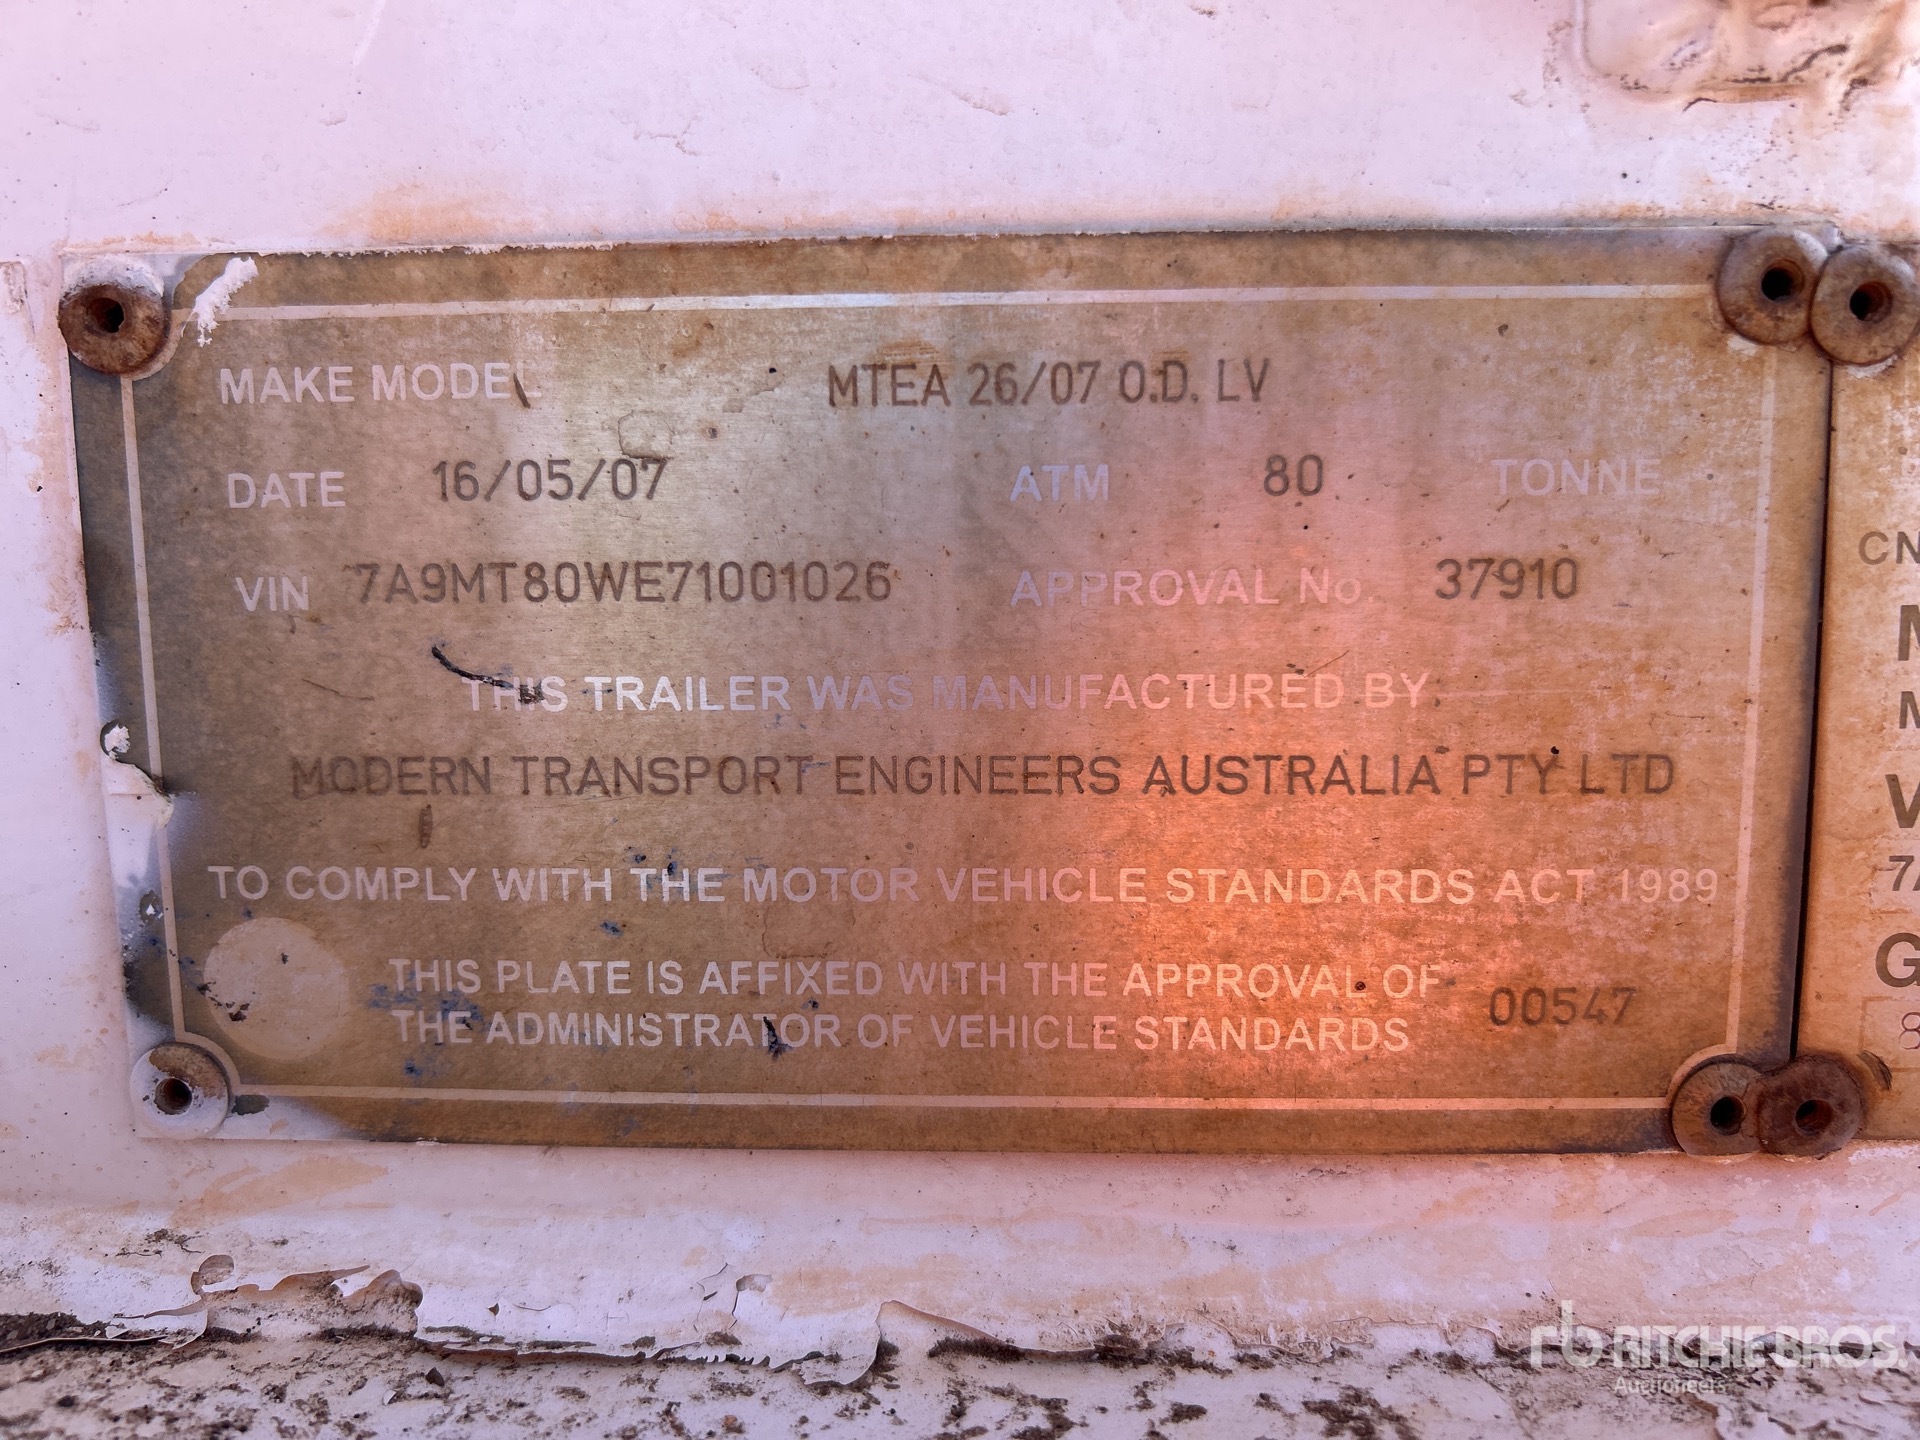 MAKE MODEL MTEA 26/07 O.D. LV
DATE 16/05/07 ATM 80 TONNE
VIN 7A9MT80WE71001026 APPROVAL No. 37910
THIS TRAILER WAS MANUFACTURED BY
MODERN TRANSPORT ENGINEERS AUSTRALIA PTY LTD
TO COMPLY WITH THE MOTOR VEHICLE STANDARDS ACT 1989
THIS PLATE IS AFFIXED WITH THE APPROVAL OF
THE ADMINISTRATOR OF VEHICLE STANDARDS 00547
rb RITCHIE BROS.
Auctioneers